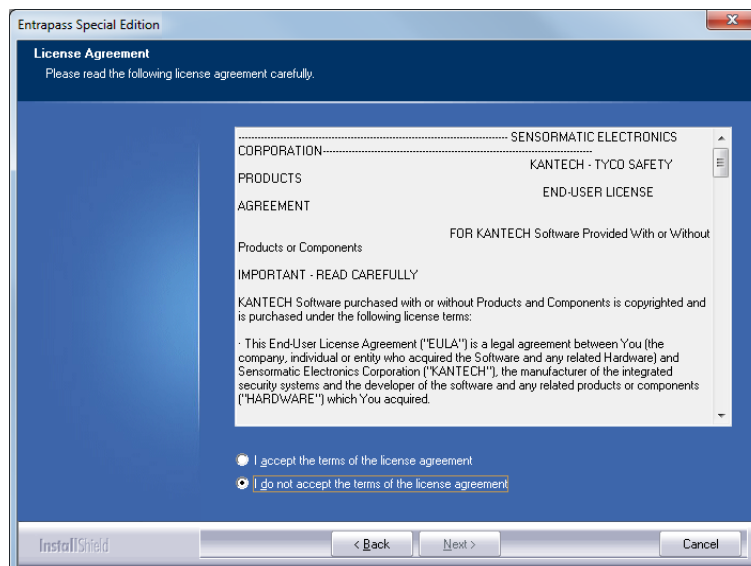 Entrapass Special Edition
License Agreement
Please read the following license agreement carefully.
------------------------------------------------------------------------------------------ SENSORMATIC ELECTRONICS
CORPORATION------------------------------------------------------------------------------------------
KANTECH - TYCO SAFETY
PRODUCTS
END-USER LICENSE
AGREEMENT
FOR KANTECH Software Provided With or Without
Products or Components
IMPORTANT - READ CAREFULLY
KANTECH Software purchased with or without Products and Components is copyrighted and
is purchased under the following license terms:
· This End-User License Agreement ("EULA") is a legal agreement between You (the
company, individual or entity who acquired the Software and any related Hardware) and
Sensormatic Electronics Corporation ("KANTECH"), the manufacturer of the integrated
security systems and the developer of the software and any related products or components
("HARDWARE") which You acquired.
I accept the terms of the license agreement
I do not accept the terms of the license agreement
InstallShield
< Back
Next >
Cancel